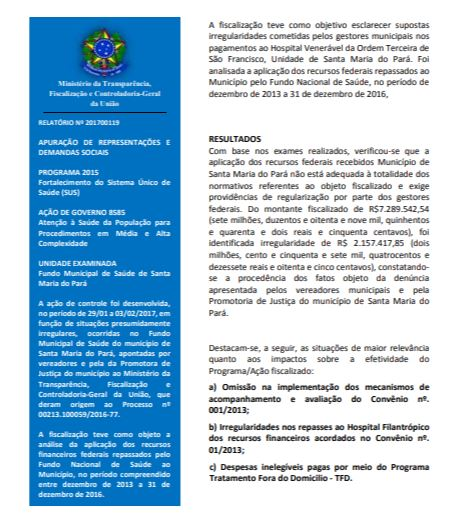 Ministério da Transparência,
Fiscalização e Controladoria-Geral
da União
RELATÓRIO Nº 201700119
APURAÇÃO DE REPRESENTAÇÕES E
DEMANDAS SOCIAIS
PROGRAMA 2015
Fortalecimento do Sistema Único de
Saúde (SUS)
AÇÃO DE GOVERNO 8585
Atenção à Saúde da População para
Procedimentos em Média e Alta
Complexidade
UNIDADE EXAMINADA
Fundo Municipal de Saúde de Santa
Maria do Pará
A ação de controle foi desenvolvida,
no período de 29/01 a 03/02/2017, em
função de situações presumidamente
irregulares, ocorridas no Fundo
Municipal de Saúde do município de
Santa Maria do Pará, apontadas por
vereadores e pela da Promotora de
Justiça do município ao Ministério da
Transparência, Fiscalização e
Controladoria-Geral da União, que
deram origem ao Processo nº
00213.100059/2016-77.
A fiscalização teve como objeto a
análise da aplicação dos recursos
financeiros federais repassados pelo
Fundo Nacional de Saúde ao
Município, no período compreendido
entre dezembro de 2013 a 31 de
dezembro de 2016.
A fiscalização teve como objetivo esclarecer supostas
irregularidades cometidas pelos gestores municipais nos
pagamentos ao Hospital Venerável da Ordem Terceira de
São Francisco, Unidade de Santa Maria do Pará. Foi
analisada a aplicação dos recursos federais repassados ao
Município pelo Fundo Nacional de Saúde, no período de
dezembro de 2013 a 31 de dezembro de 2016,
RESULTADOS
Com base nos exames realizados, verificou-se que a
aplicação dos recursos federais recebidos Município de
Santa Maria do Pará não está adequada à totalidade dos
normativos referentes ao objeto fiscalizado e exige
providências de regularização por parte dos gestores
federais. Do montante fiscalizado de R$7.289.542,54
(sete milhões, duzentos e oitenta e nove mil, quinhentos
e quarenta e dois reais e cinquenta centavos), foi
identificada irregularidade de R$ 2.157.417,85 (dois
milhões, cento e cinquenta e sete mil, quatrocentos e
dezessete reais e oitenta e cinco centavos), constatando-
se a procedência dos fatos objeto da denúncia
apresentada pelos vereadores municipais e pela
Promotoria de Justiça do município de Santa Maria do
Pará.
Destacam-se, a seguir, as situações de maior relevância
quanto aos impactos sobre a efetividade do
Programa/Ação fiscalizado:
a) Omissão na implementação dos mecanismos de
acompanhamento e avaliação do Convênio nº.
001/2013;
b) Irregularidades nos repasses ao Hospital Filantrópico
dos recursos financeiros acordados no Convênio nº.
01/2013;
c) Despesas inelegíveis pagas por meio do Programa
Tratamento Fora do Domicilio - TFD.